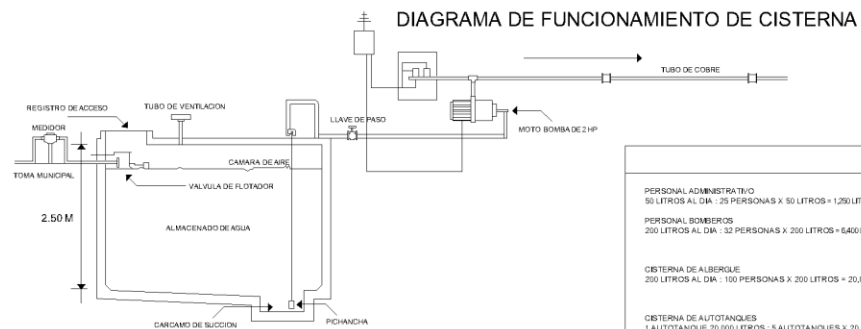 DIAGRAMA DE FUNCIONAMIENTO DE CISTERNA
TUBO DE COBRE
REGISTRO DE ACCESO
TUBO DE VENTILACION
MEDIDOR
LLAVE DE PASO
MOTO BOMBA DE 2 HP
CAMARA DE AIRE
TOMA MUNICIPAL
VALVULA DE FLOTADOR
2.50 M
ALMACENADO DE AGUA
CARCAMO DE SUCCION
PICHANCHA
PERSONAL ADMINISTRATIVO
50 LITROS AL DIA : 25 PERSONAS X 50 LITROS = 1,250 LIT
PERSONAL BOMBEROS
200 LITROS AL DIA : 32 PERSONAS X 200 LITROS = 6,400
CISTERNA DE ALBERGUE
200 LITROS AL DIA : 100 PERSONAS X 200 LITROS = 20,
CISTERNA DE AUTOTANQUES
1 AUTOTANQUE 20,000 LITROS : 5 AUTOTANQUES X 20